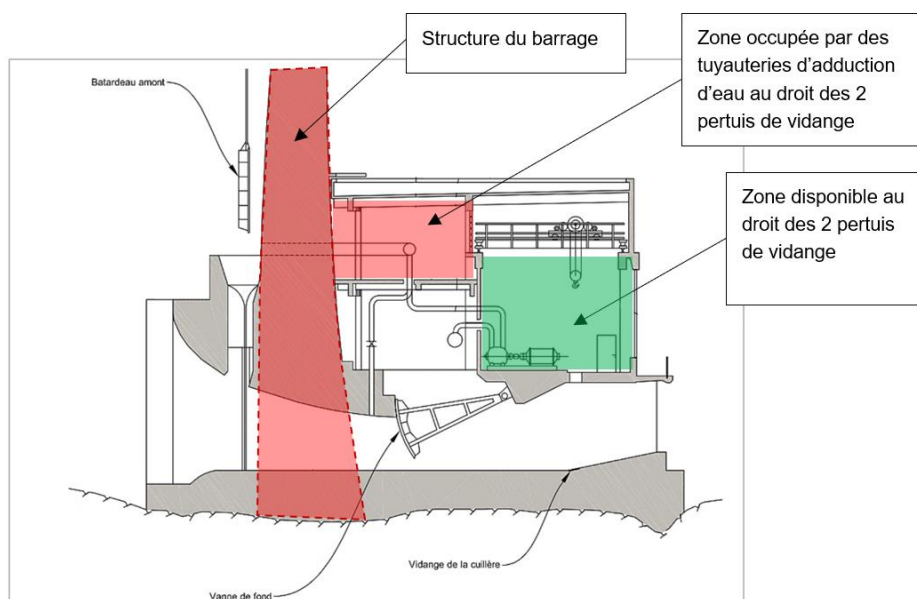 Structure du barrage
Zone occupée par des
tuyauteries d’adduction
d’eau au droit des 2
pertuis de vidange
Batardeau amont
Zone disponible au
droit des 2 pertuis
de vidange
Vidange de la cuillère
Vanne de fond